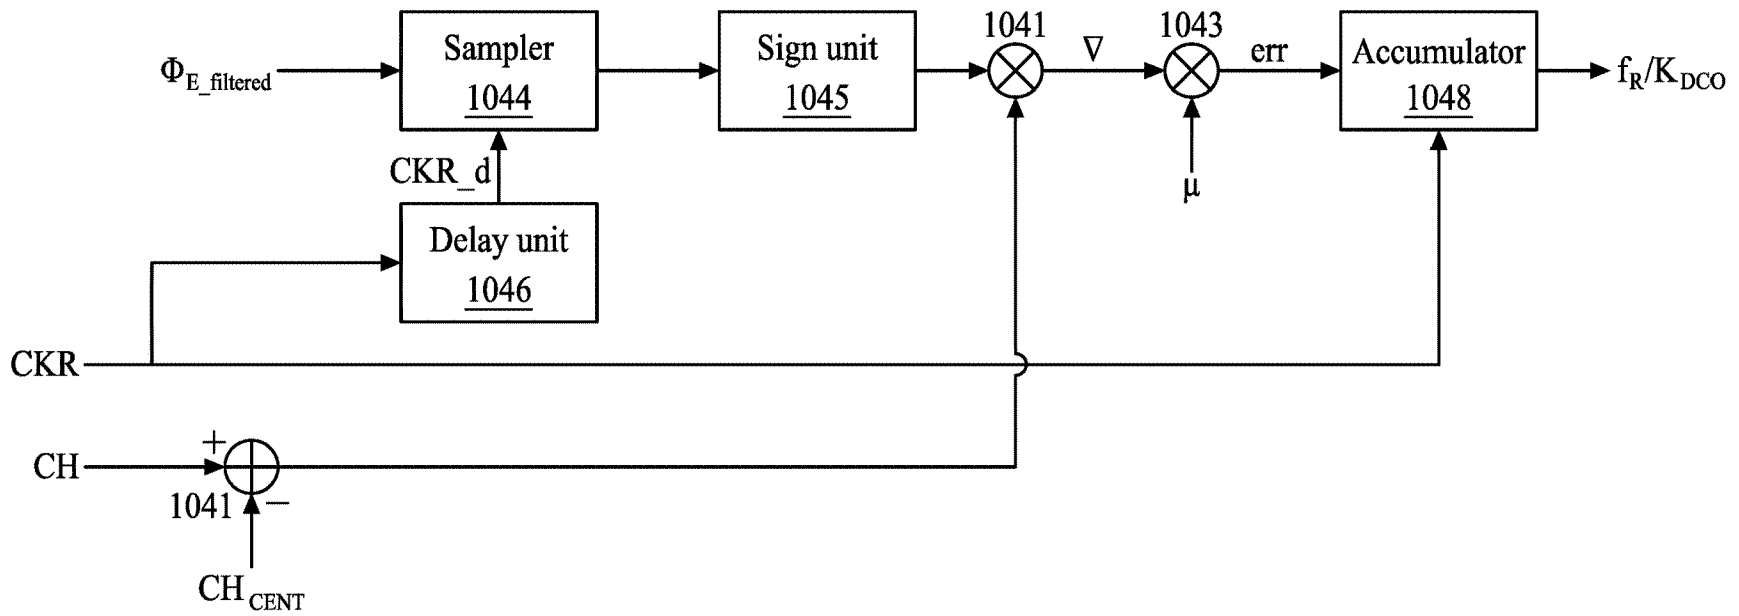 Sampler
1044
Sign unit
1045
1041
∇
1043
err
Accumulator
1048
Φ_E_filtered
f_R/K_DCO
CKR_d
μ
Delay unit
1046
CKR
+
CH
1041
−
CH_CENT